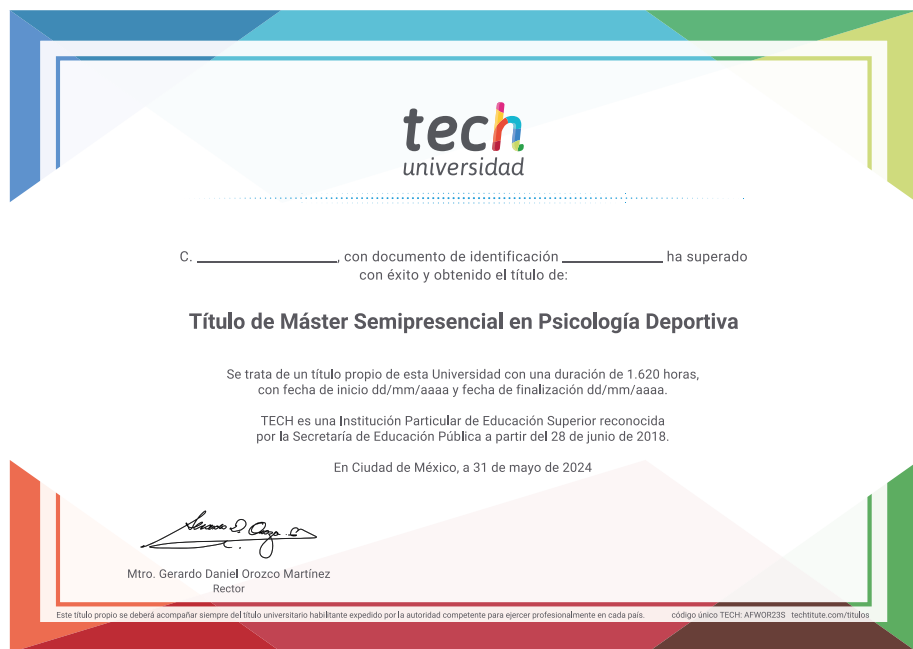 tech
universidad
C. ____________________, con documento de identificación ______________ ha superado
con éxito y obtenido el título de:
Título de Máster Semipresencial en Psicología Deportiva
Se trata de un título propio de esta Universidad con una duración de 1.620 horas,
con fecha de inicio dd/mm/aaaa y fecha de finalización dd/mm/aaaa.
TECH es una Institución Particular de Educación Superior reconocida
por la Secretaría de Educación Pública a partir del 28 de junio de 2018.
En Ciudad de México, a 31 de mayo de 2024
Mtro. Gerardo Daniel Orozco Martínez
Rector
Este título propio se deberá acompañar siempre del título universitario habilitante expedido por la autoridad competente para ejercer profesionalmente en cada país. código único TECH: AFWOR23S techtitute.com/titulos